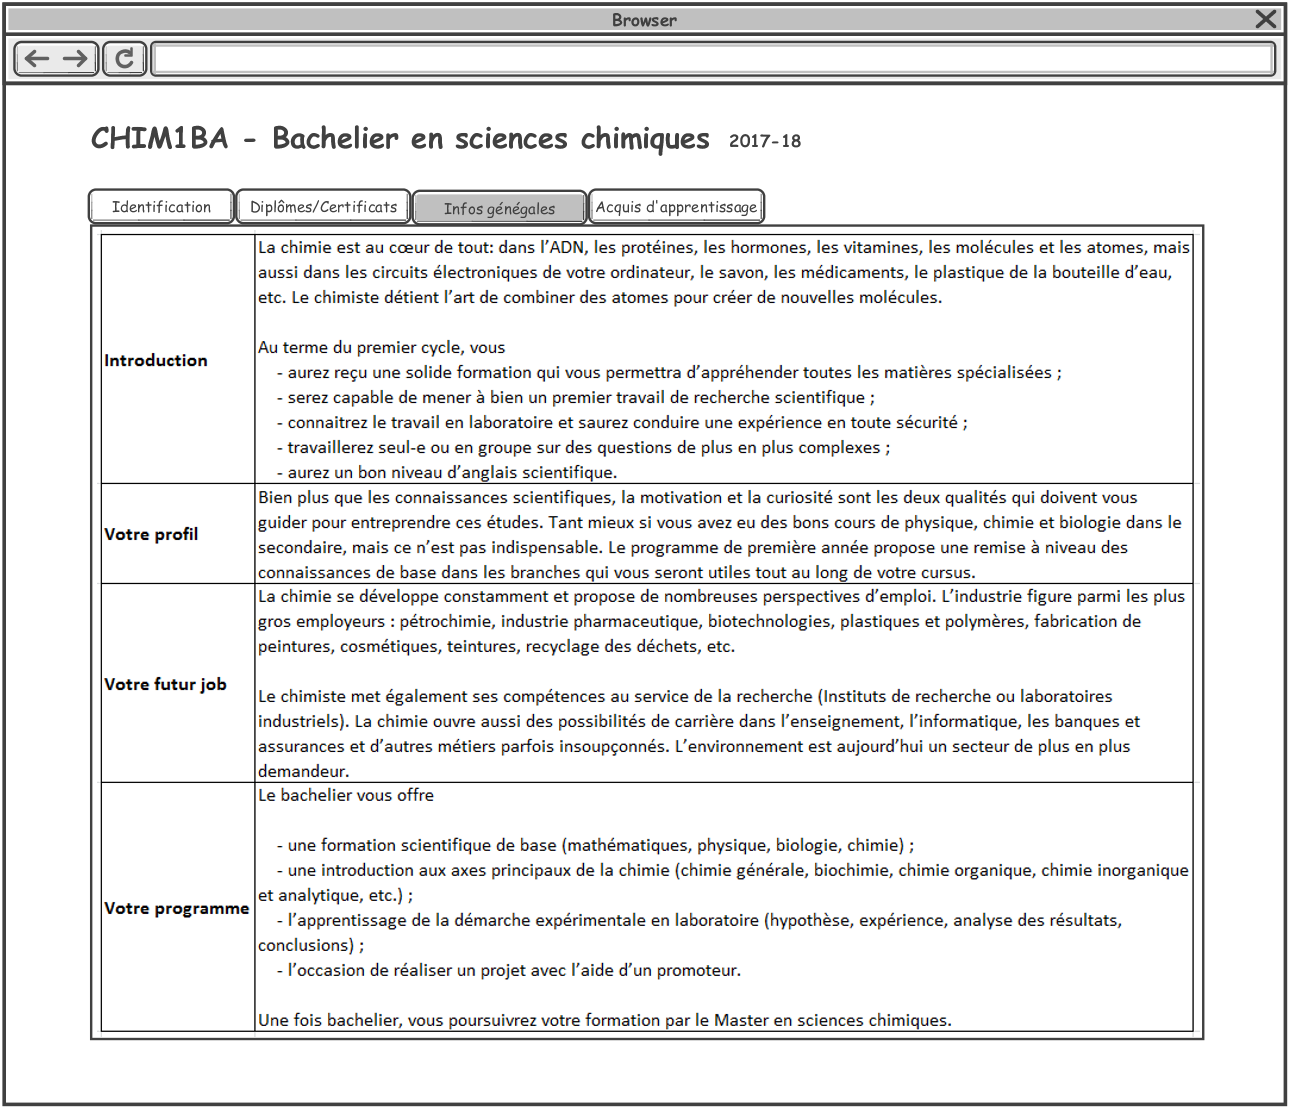 Browser
CHIM1BA - Bachelier en sciences chimiques 2017-18
Identification
Diplômes/Certificats
Infos génégales
Acquis d'apprentissage
Introduction
La chimie est au cœur de tout: dans l’ADN, les protéines, les hormones, les vitamines, les molécules et les atomes, mais
aussi dans les circuits électroniques de votre ordinateur, le savon, les médicaments, le plastique de la bouteille d’eau,
etc. Le chimiste détient l’art de combiner des atomes pour créer de nouvelles molécules.
Au terme du premier cycle, vous
- aurez reçu une solide formation qui vous permettra d’appréhender toutes les matières spécialisées ;
- serez capable de mener à bien un premier travail de recherche scientifique ;
- connaitrez le travail en laboratoire et saurez conduire une expérience en toute sécurité ;
- travaillerez seul-e ou en groupe sur des questions de plus en plus complexes ;
- aurez un bon niveau d’anglais scientifique.
Votre profil
Bien plus que les connaissances scientifiques, la motivation et la curiosité sont les deux qualités qui doivent vous
guider pour entreprendre ces études. Tant mieux si vous avez eu des bons cours de physique, chimie et biologie dans le
secondaire, mais ce n’est pas indispensable. Le programme de première année propose une remise à niveau des
connaissances de base dans les branches qui vous seront utiles tout au long de votre cursus.
Votre futur job
La chimie se développe constamment et propose de nombreuses perspectives d’emploi. L’industrie figure parmi les plus
gros employeurs : pétrochimie, industrie pharmaceutique, biotechnologies, plastiques et polymères, fabrication de
peintures, cosmétiques, teintures, recyclage des déchets, etc.
Le chimiste met également ses compétences au service de la recherche (Instituts de recherche ou laboratoires
industriels). La chimie ouvre aussi des possibilités de carrière dans l’enseignement, l’informatique, les banques et
assurances et d’autres métiers parfois insoupçonnés. L’environnement est aujourd’hui un secteur de plus en plus
demandeur.
Votre programme
Le bachelier vous offre
- une formation scientifique de base (mathématiques, physique, biologie, chimie) ;
- une introduction aux axes principaux de la chimie (chimie générale, biochimie, chimie organique, chimie inorganique
et analytique, etc.) ;
- l’apprentissage de la démarche expérimentale en laboratoire (hypothèse, expérience, analyse des résultats,
conclusions) ;
- l’occasion de réaliser un projet avec l’aide d’un promoteur.
Une fois bachelier, vous poursuivrez votre formation par le Master en sciences chimiques.